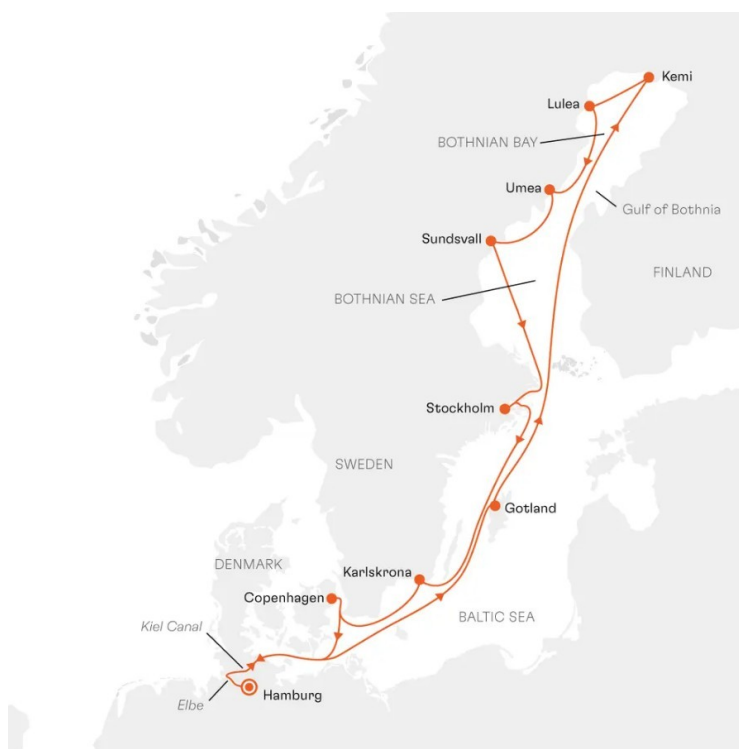 Kemi
Lulea
BOTHNIAN BAY
Umea
Gulf of Bothnia
Sundsvall
FINLAND
BOTHNIAN SEA
Stockholm
SWEDEN
Gotland
DENMARK
Karlskrona
Copenhagen
BALTIC SEA
Kiel Canal
Hamburg
Elbe